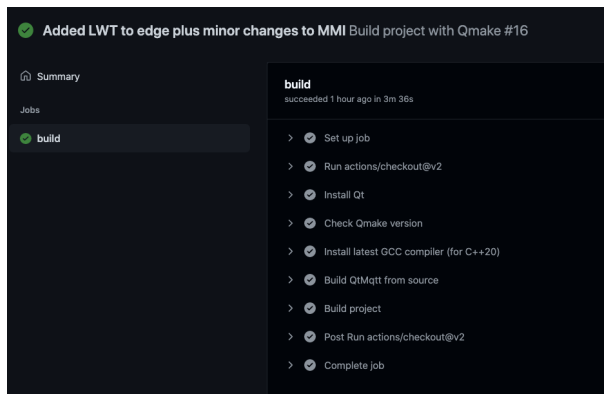 Added LWT to edge plus minor changes to MMI Build project with Qmake #16
Summary
Jobs
build
build
succeeded 1 hour ago in 3m 36s
Set up job
Run actions/checkout@v2
Install Qt
Check Qmake version
Install latest GCC compiler (for C++20)
Build QtMqtt from source
Build project
Post Run actions/checkout@v2
Complete job